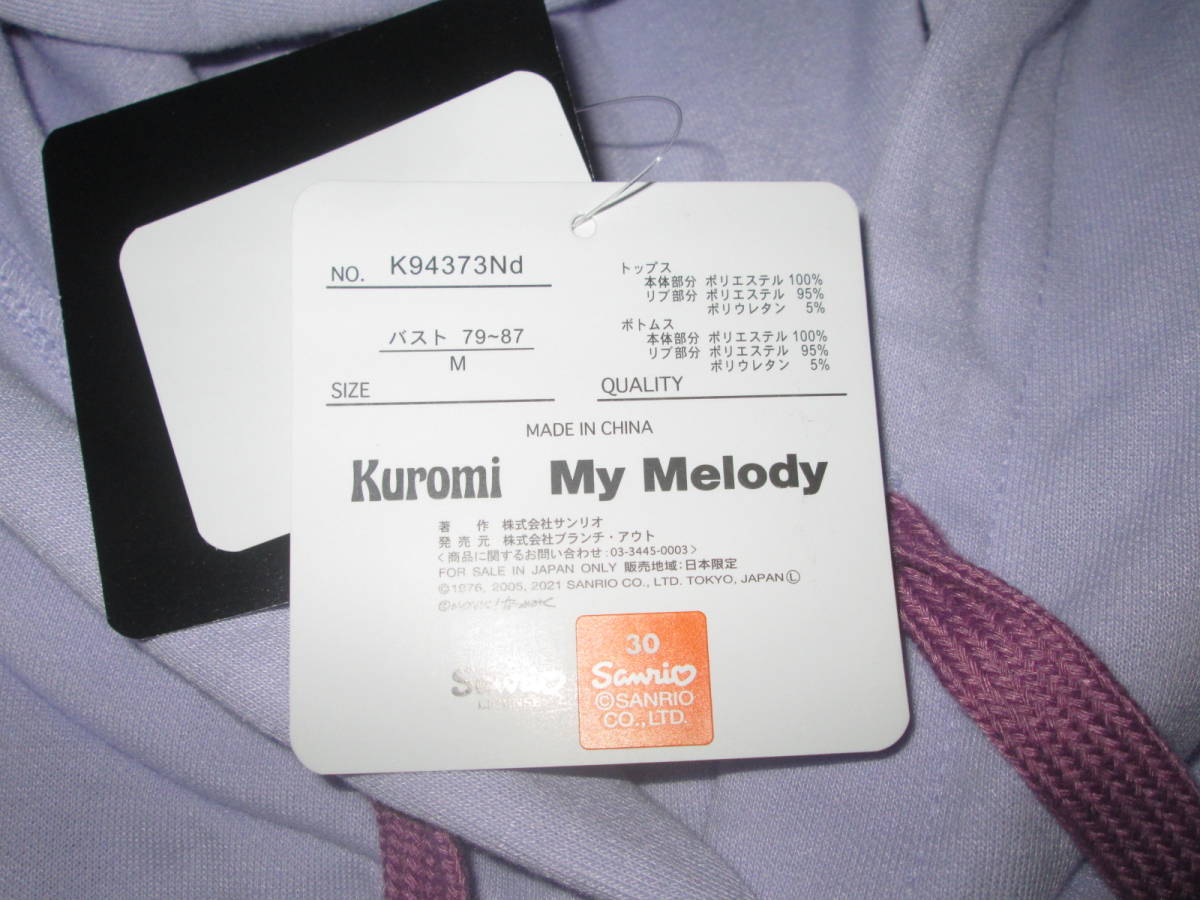 NO. K94373Nd
バスト 79~87
M
SIZE
トップス
本体部分 ポリエステル 100%
リブ部分 ポリエステル 95%
ポリウレタン 5%
ボトムス
本体部分 ポリエステル 100%
リブ部分 ポリエステル 95%
ポリウレタン 5%
QUALITY
MADE IN CHINA
Kuromi My Melody
著 作 株式会社サンリオ
発 売 元 株式会社ブランチ・アウト
<商品に関するお問い合わせ:03-3445-0003>
FOR SALE IN JAPAN ONLY 販売地域:日本限定
©1976, 2005, 2021 SANRIO CO., LTD. TOKYO, JAPAN Ⓛ
Sanrio
30
Sanrio
©SANRIO
CO.,LTD.